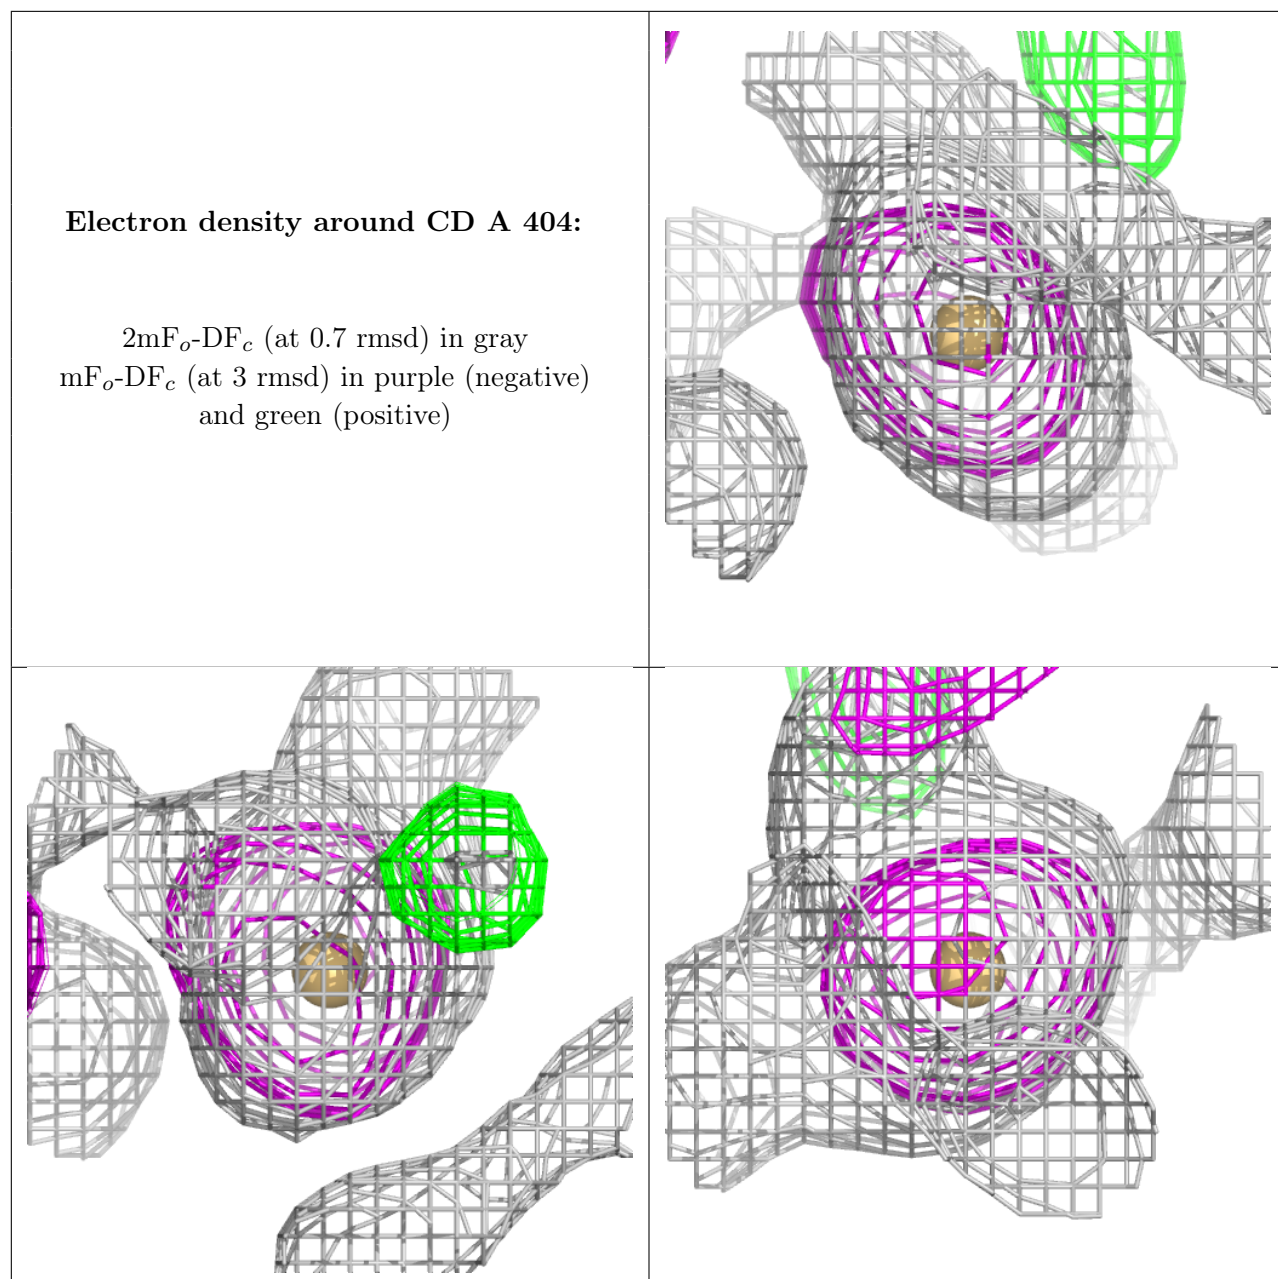 Electron density around CD A 404:
2mFo-DFc (at 0.7 rmsd) in gray
mFo-DFc (at 3 rmsd) in purple (negative)
and green (positive)